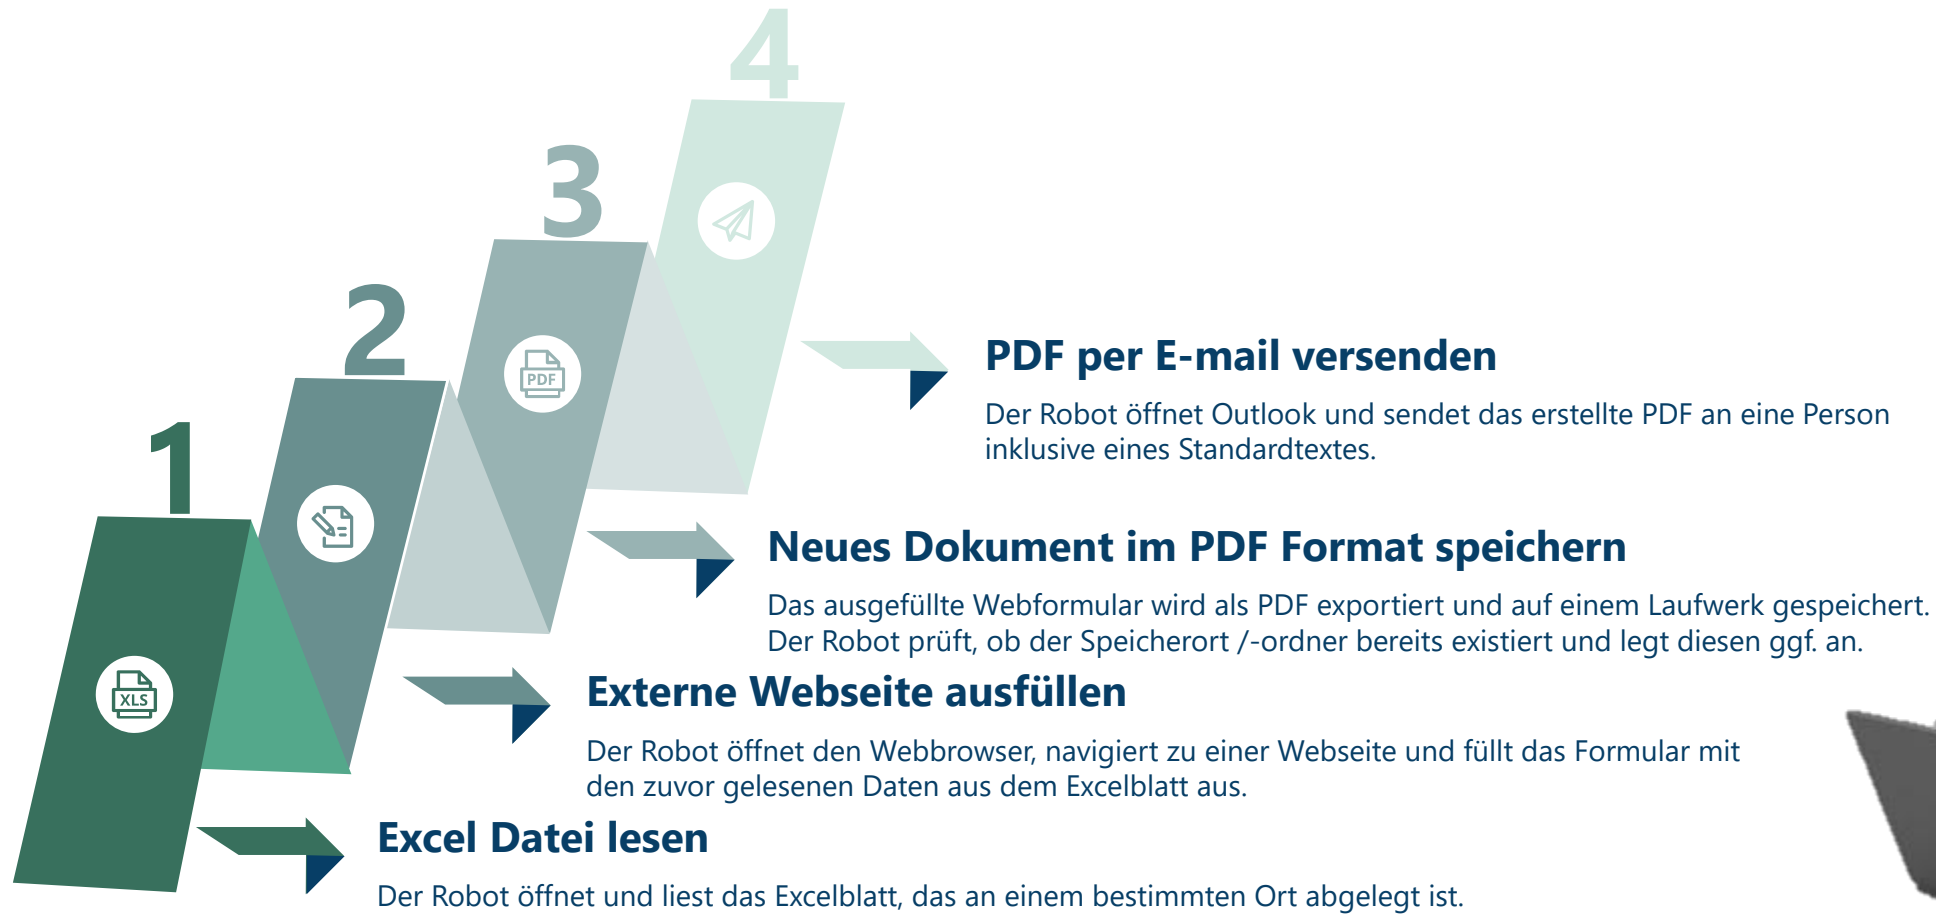 4
3
2
1
PDF
XLS
PDF per E-mail versenden
Der Robot öffnet Outlook und sendet das erstellte PDF an eine Person
inklusive eines Standardtextes.
Neues Dokument im PDF Format speichern
Das ausgefüllte Webformular wird als PDF exportiert und auf einem Laufwerk gespeichert.
Der Robot prüft, ob der Speicherort /-ordner bereits existiert und legt diesen ggf. an.
Externe Webseite ausfüllen
Der Robot öffnet den Webbrowser, navigiert zu einer Webseite und füllt das Formular mit
den zuvor gelesenen Daten aus dem Excelblatt aus.
Excel Datei lesen
Der Robot öffnet und liest das Excelblatt, das an einem bestimmten Ort abgelegt ist.